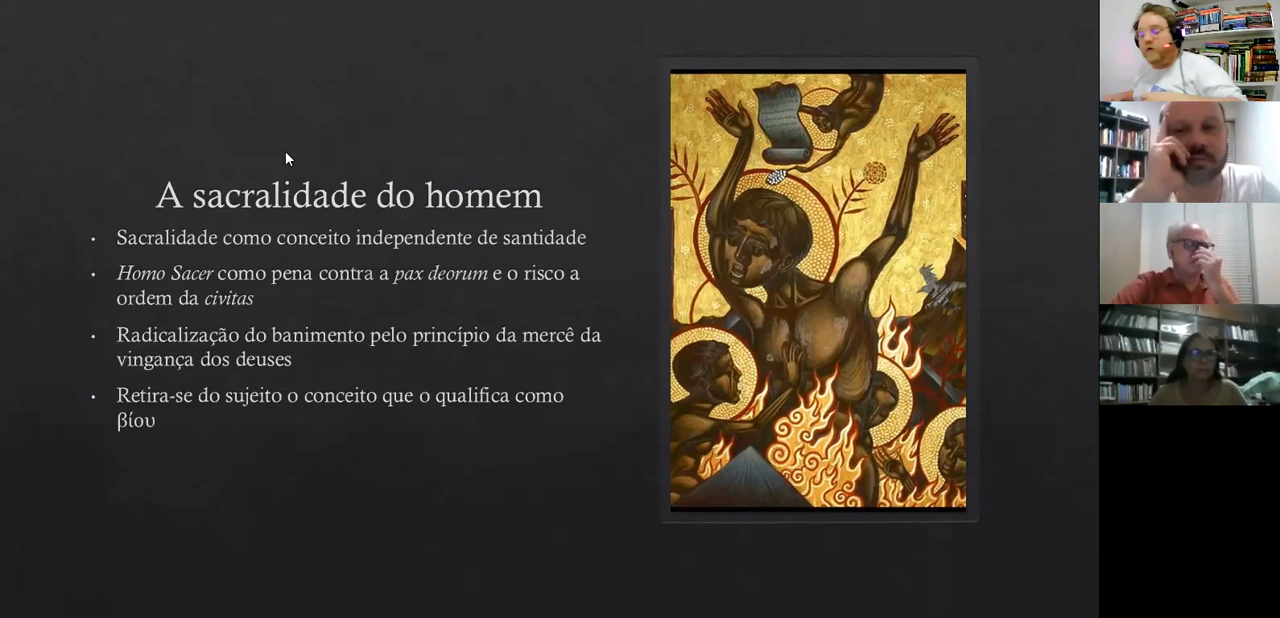 A sacralidade do homem
• Sacralidade como conceito independente de santidade
• Homo Sacer como pena contra a pax deorum e o risco a
ordem da civitas
• Radicalização do banimento pelo princípio da mercê da
vingança dos deuses
• Retira-se do sujeito o conceito que o qualifica como
βίου